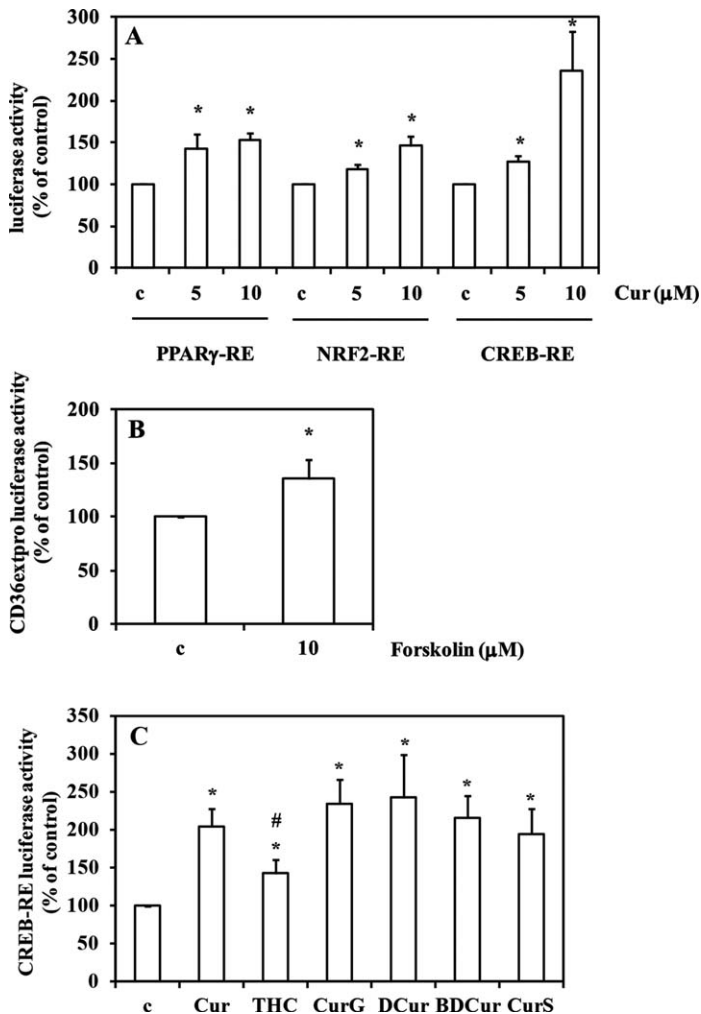 A
luciferase activity
(% of control)
300
250
200
150
100
50
0
* * * * * *
c 5 10 c 5 10 c 5 10 Cur (μM)
PPARγ-RE NRF2-RE CREB-RE
B
CD36extpro luciferase activity
(% of control)
200
150
100
50
0
*
c 10 Forskolin (μM)
C
CREB-RE luciferase activity
(% of control)
350
300
250
200
150
100
50
0
* # * * * * *
c Cur THC CurG DCur BDCur CurS